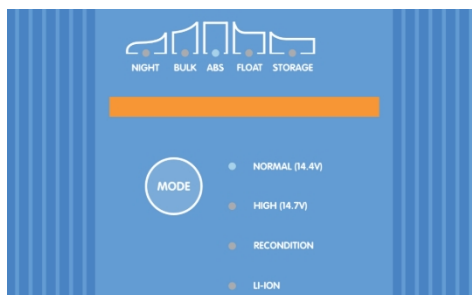 NIGHT BULK ABS FLOAT STORAGE
NORMAL (14.4V)
MODE
HIGH (14.7V)
RECONDITION
LI-ION